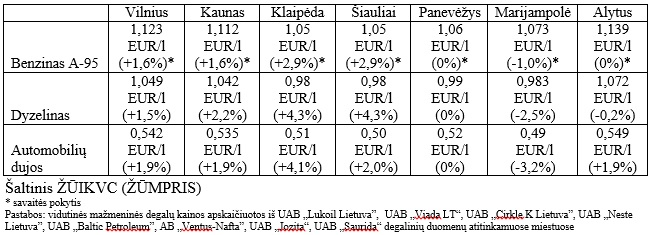 Vilnius Kaunas Klaipėda Šiauliai Panevėžys Marijampolė Alytus
1,123 1,112 1,05 1,05 1,06 1,073 1,139
EUR/l EUR/l EUR/l EUR/l EUR/l EUR/l EUR/l
Benzinas A-95 (+1,6%)* (+1,6%)* (+2,9%)* (+2,9%)* (0%)* (-1,0%)* (0%)*
1,049 1,042 0,98 0,98 0,99 0,983 1,072
EUR/l EUR/l EUR/l EUR/l EUR/l EUR/l EUR/l
Dyzelinas (+1,5%) (+2,2%) (+4,3%) (+4,3%) (0%) (-2,5%) (-0,2%)
0,542 0,535 0,51 0,50 0,52 0,49 0,549
Automobilių EUR/l EUR/l EUR/l EUR/l EUR/l EUR/l EUR/l
dujos (+1,9%) (+1,9%) (+4,1%) (+2,0%) (0%) (-3,2%) (+1,9%)
Šaltinis ŽŪIKVC (ŽŪMPRIS)
* savaitės pokytis
Pastabos: vidutinės mažmeninės degalų kainos apskaičiuotos iš UAB „Lukoil Lietuva", UAB „Viada LT", UAB „Cirkle K Lietuva", UAB „Neste
Lietuva", UAB „Baltic Petroleum", AB „Ventus-Nafta", UAB „Jozita", UAB „Saurida" degalinių duomenų atitinkamuose miestuose